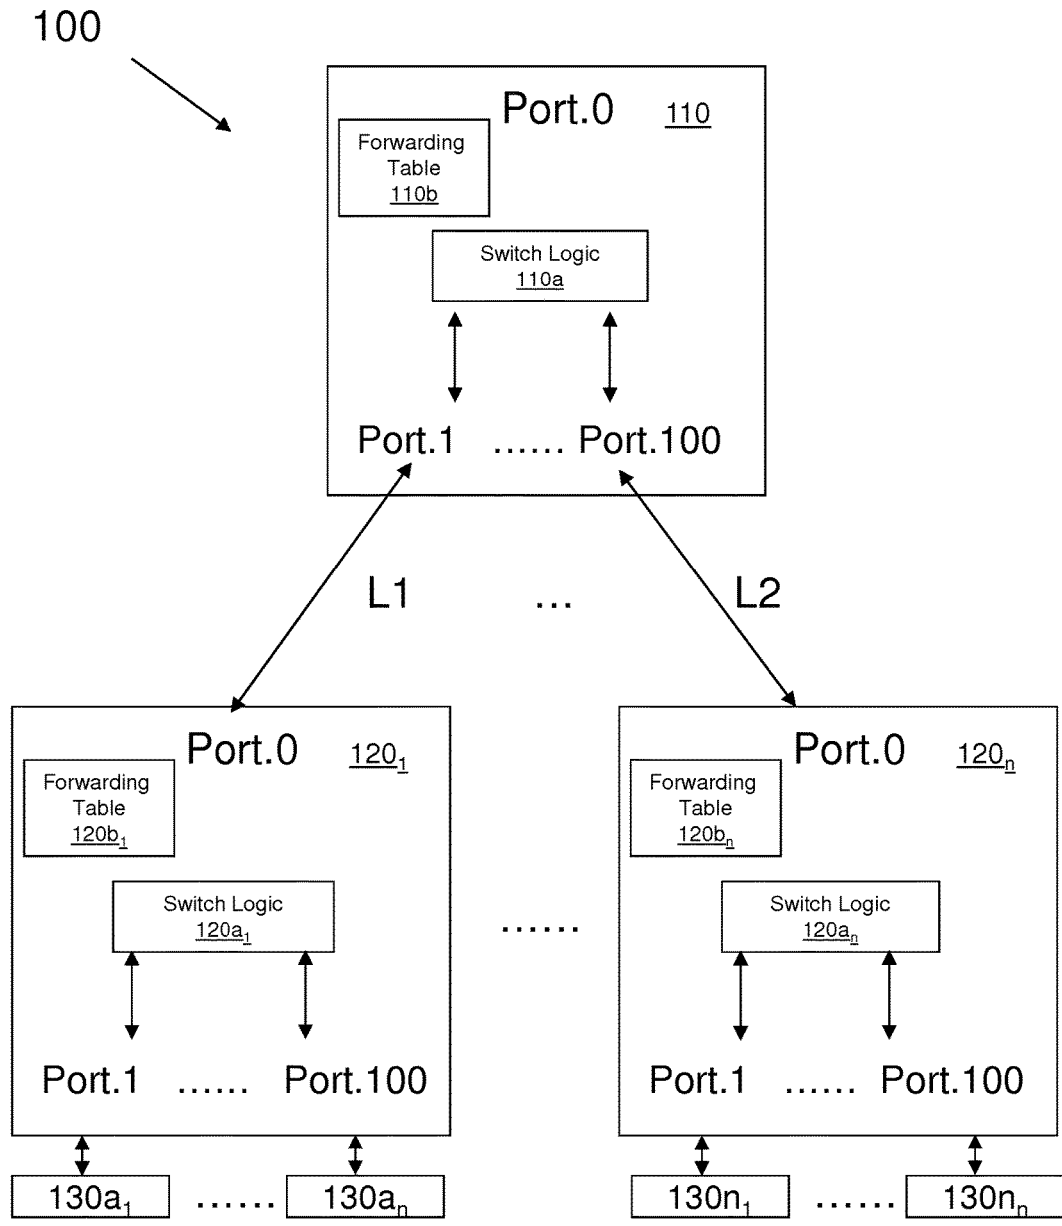 100
Port.0 110
Forwarding
Table
110b
Switch Logic
110a
Port.1 ...... Port.100
L1 ... L2
Port.0 120₁
Forwarding
Table
120b₁
Switch Logic
120a₁
Port.1 ...... Port.100
130a₁ ...... 130aₙ
......
Port.0 120ₙ
Forwarding
Table
120bₙ
Switch Logic
120aₙ
Port.1 ...... Port.100
130n₁ ...... 130nₙ